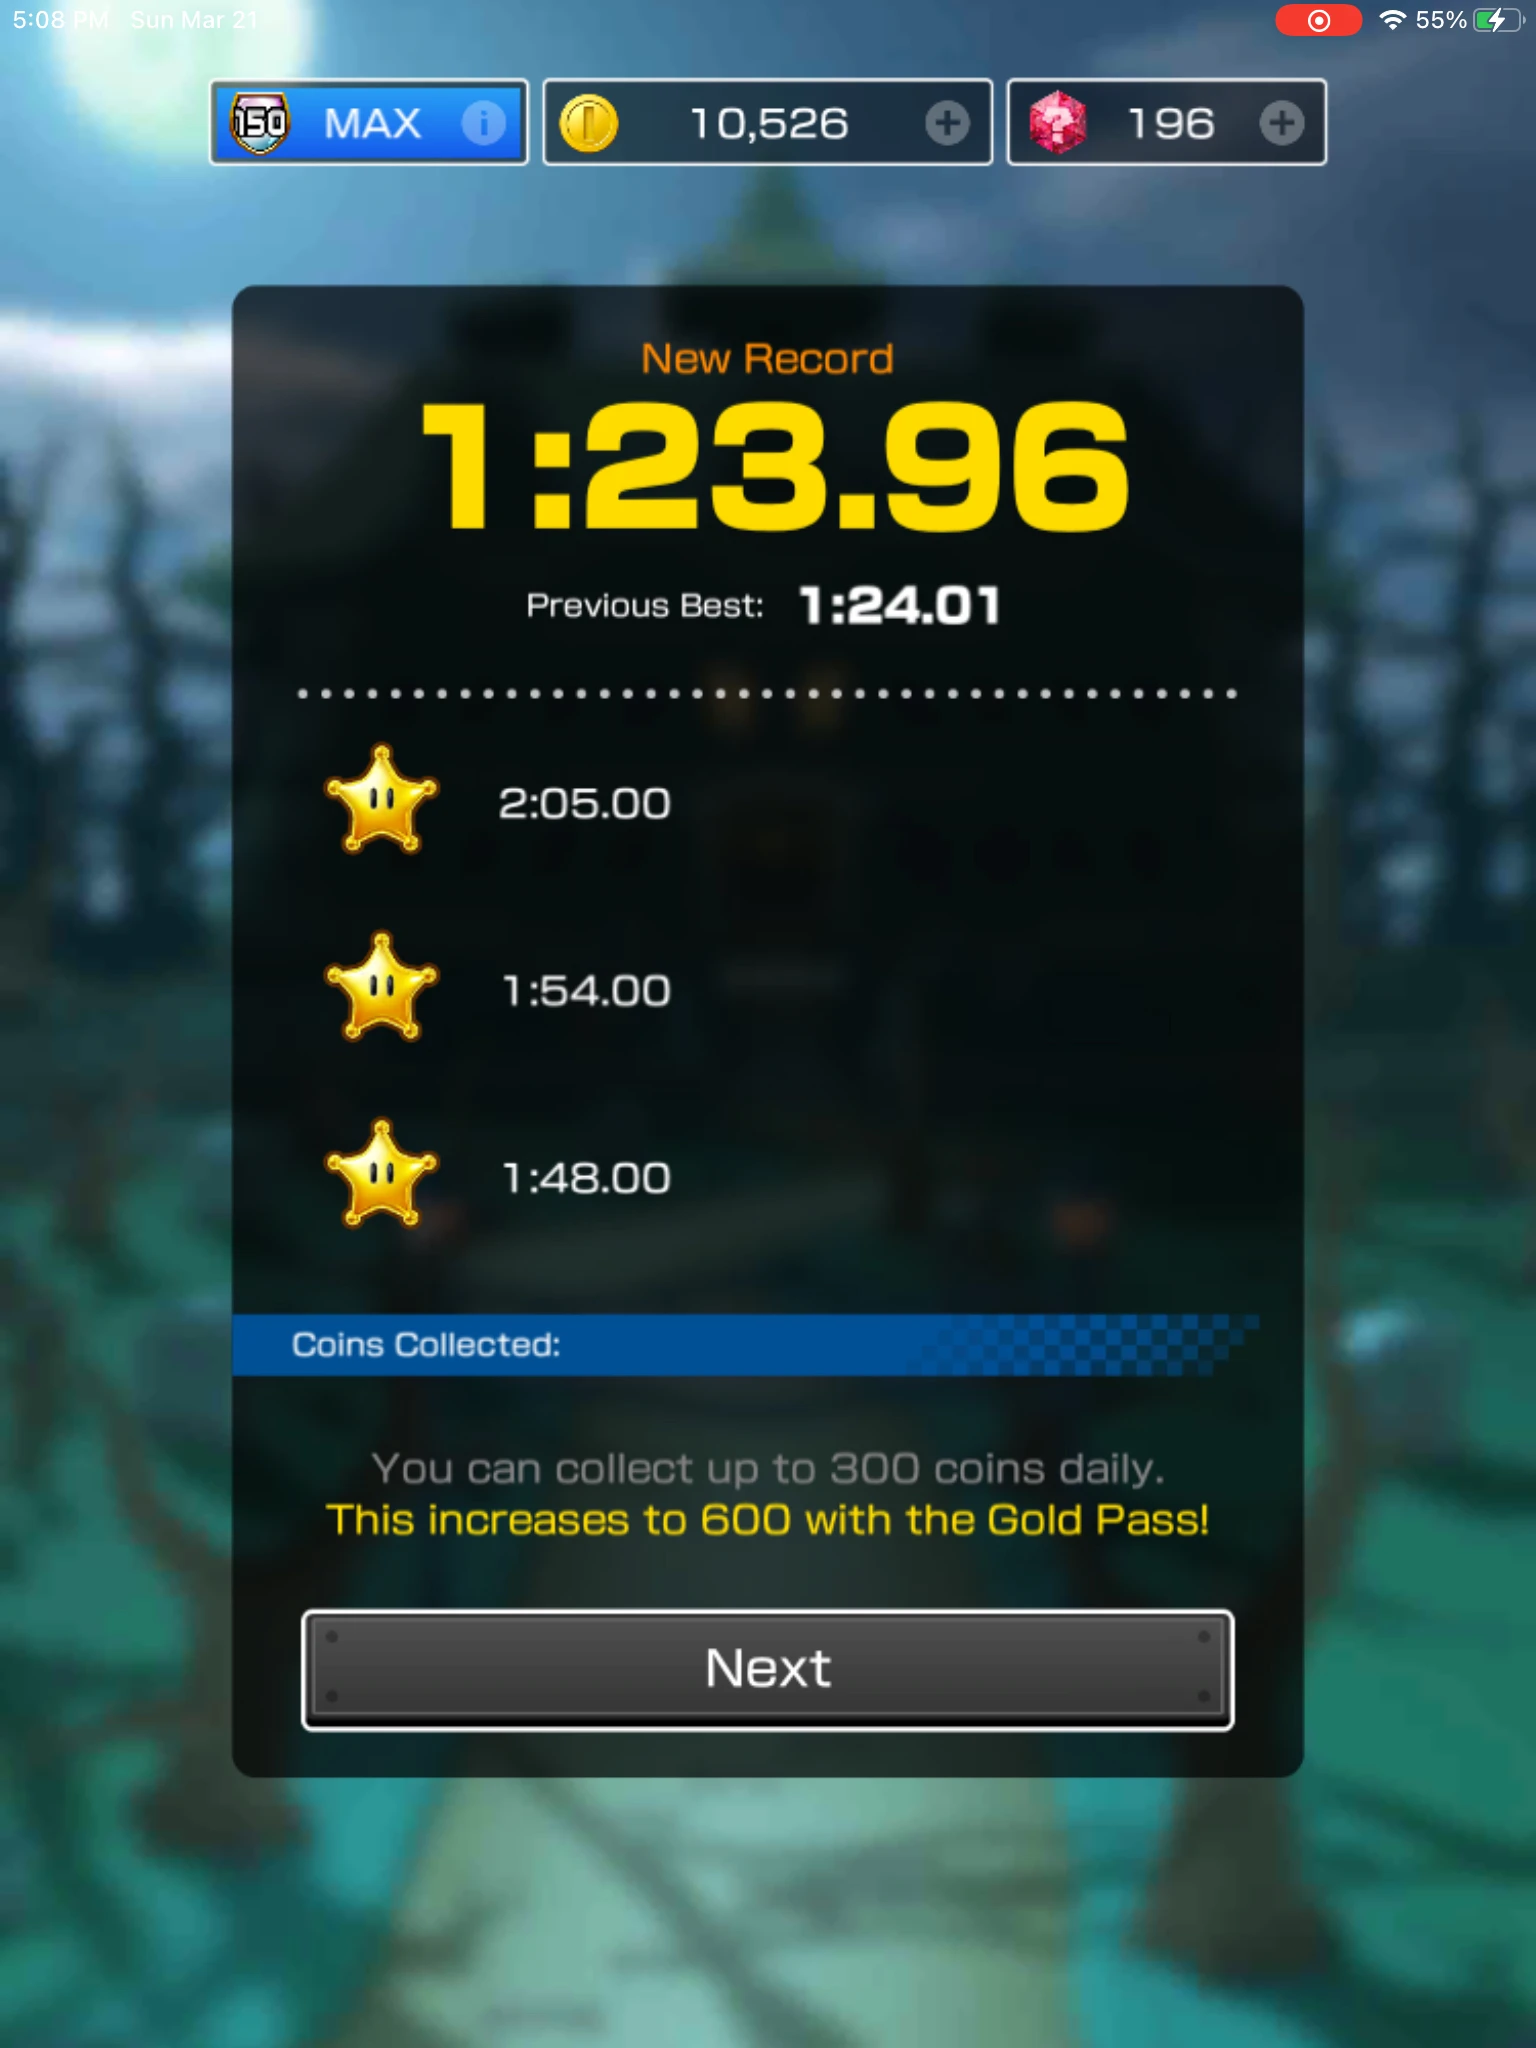 5:08 PM Sun Mar 21
55%
150 MAX i
10,526 +
? 196 +
New Record
1:23.96
Previous Best: 1:24.01
2:05.00
1:54.00
1:48.00
Coins Collected:
You can collect up to 300 coins daily.
This increases to 600 with the Gold Pass!
Next